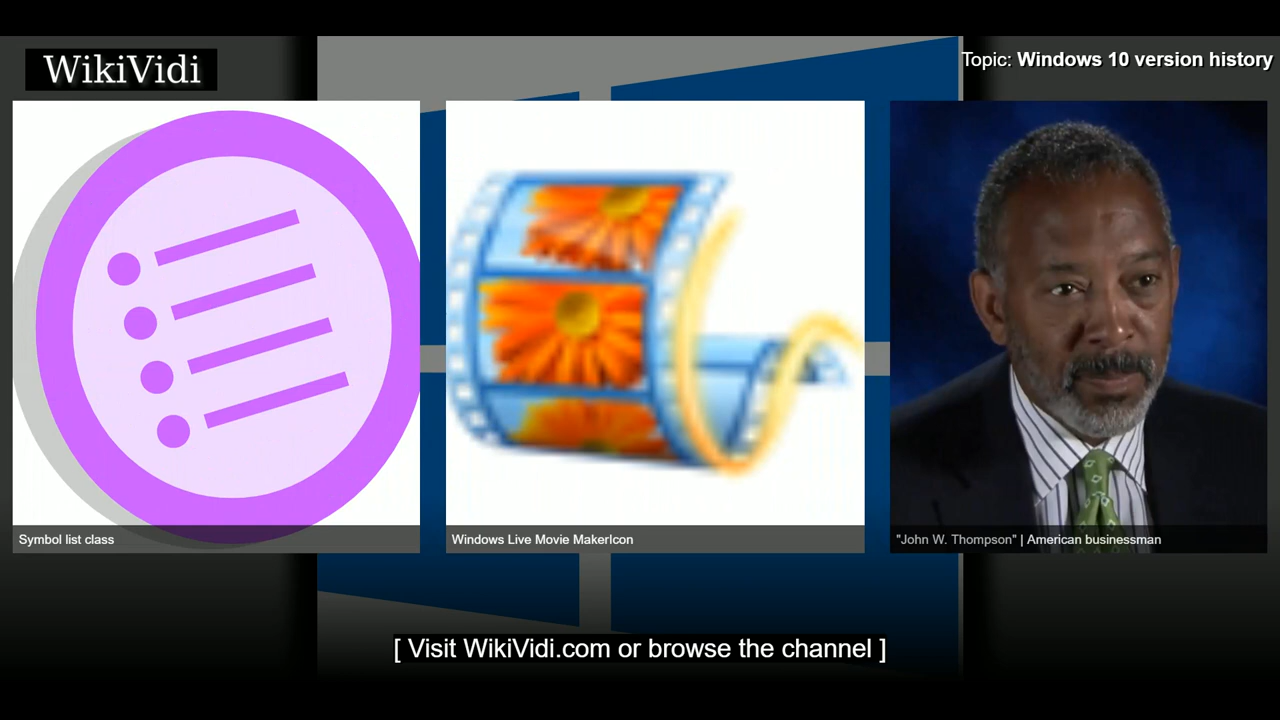 WikiVidi
Topic: Windows 10 version history
Symbol list class
Windows Live Movie MakerIcon
"John W. Thompson" | American businessman
[ Visit WikiVidi.com or browse the channel ]